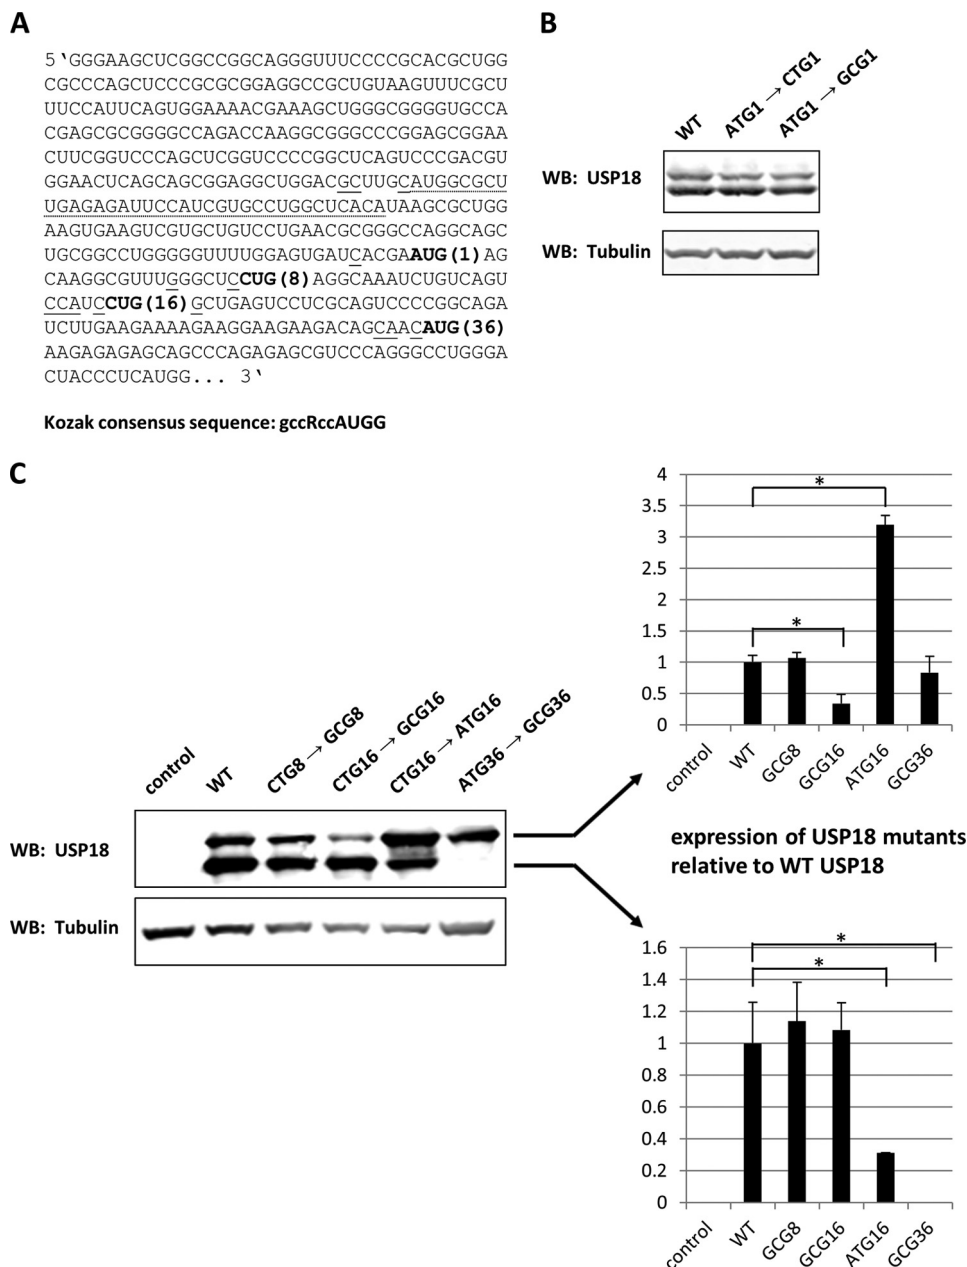 A
5 ‘GGGAAGCUCGGCCGGCAGGGUUUCCCCGCACGCUGG
CGCCCAGCUCCCGCGCGGAGGCCGCUGUAAGUUUCGCU
UUCCAUUCAGUGGAAAACGAAAGCUGGGCGGGGUGCCA
CGAGCGCGGGGCCAGACCAAGGCGGGCCCGGAGCGGAA
CUUCGGUCCCAGCUCGGUCCCCGGCUCAGUCCCGACGU
GGAACUCAGCAGCGGAGGCUGGACGCUUGCAUGGCGCU
UGAGAGAUUCCAUCGUGCCUGGCUCACAUAAGCGCUGG
AAGUGAAGUCGUGCUGUCCUGAACGCGGGCCAGGCAGC
UGCGGCCUGGGGGUUUUGGAGUGAUCACGAAUG(1)AG
CAAGGCGUUUGGGGCUCCUG(8)AGGCAAAUCUGUCAGU
CCAUCCUG(16)GCUGAGUCCUCGCAGUCCCCGGCAGA
UCUUGAAGAAAAGAAGGAAGAAGACAGCAACAUG(36)
AAGAGAGAGCAGCCCAGAGAGCGUCCCAGGGCCUGGGA
CUACCCUCAUGG... 3‘
Kozak consensus sequence: gccRccAUGG
B
WT
ATG1 → CTG1
ATG1 → GCG1
WB: USP18
WB: Tubulin
C
control
WT
CTG8 → GCG8
CTG16 → GCG16
CTG16 → ATG16
ATG36 → GCG36
WB: USP18
WB: Tubulin
4
3.5
3
2.5
2
1.5
1
0.5
0
*
*
control
WT
GCG8
GCG16
ATG16
GCG36
expression of USP18 mutants
relative to WT USP18
1.6
1.4
1.2
1
0.8
0.6
0.4
0.2
0
*
*
control
WT
GCG8
GCG16
ATG16
GCG36